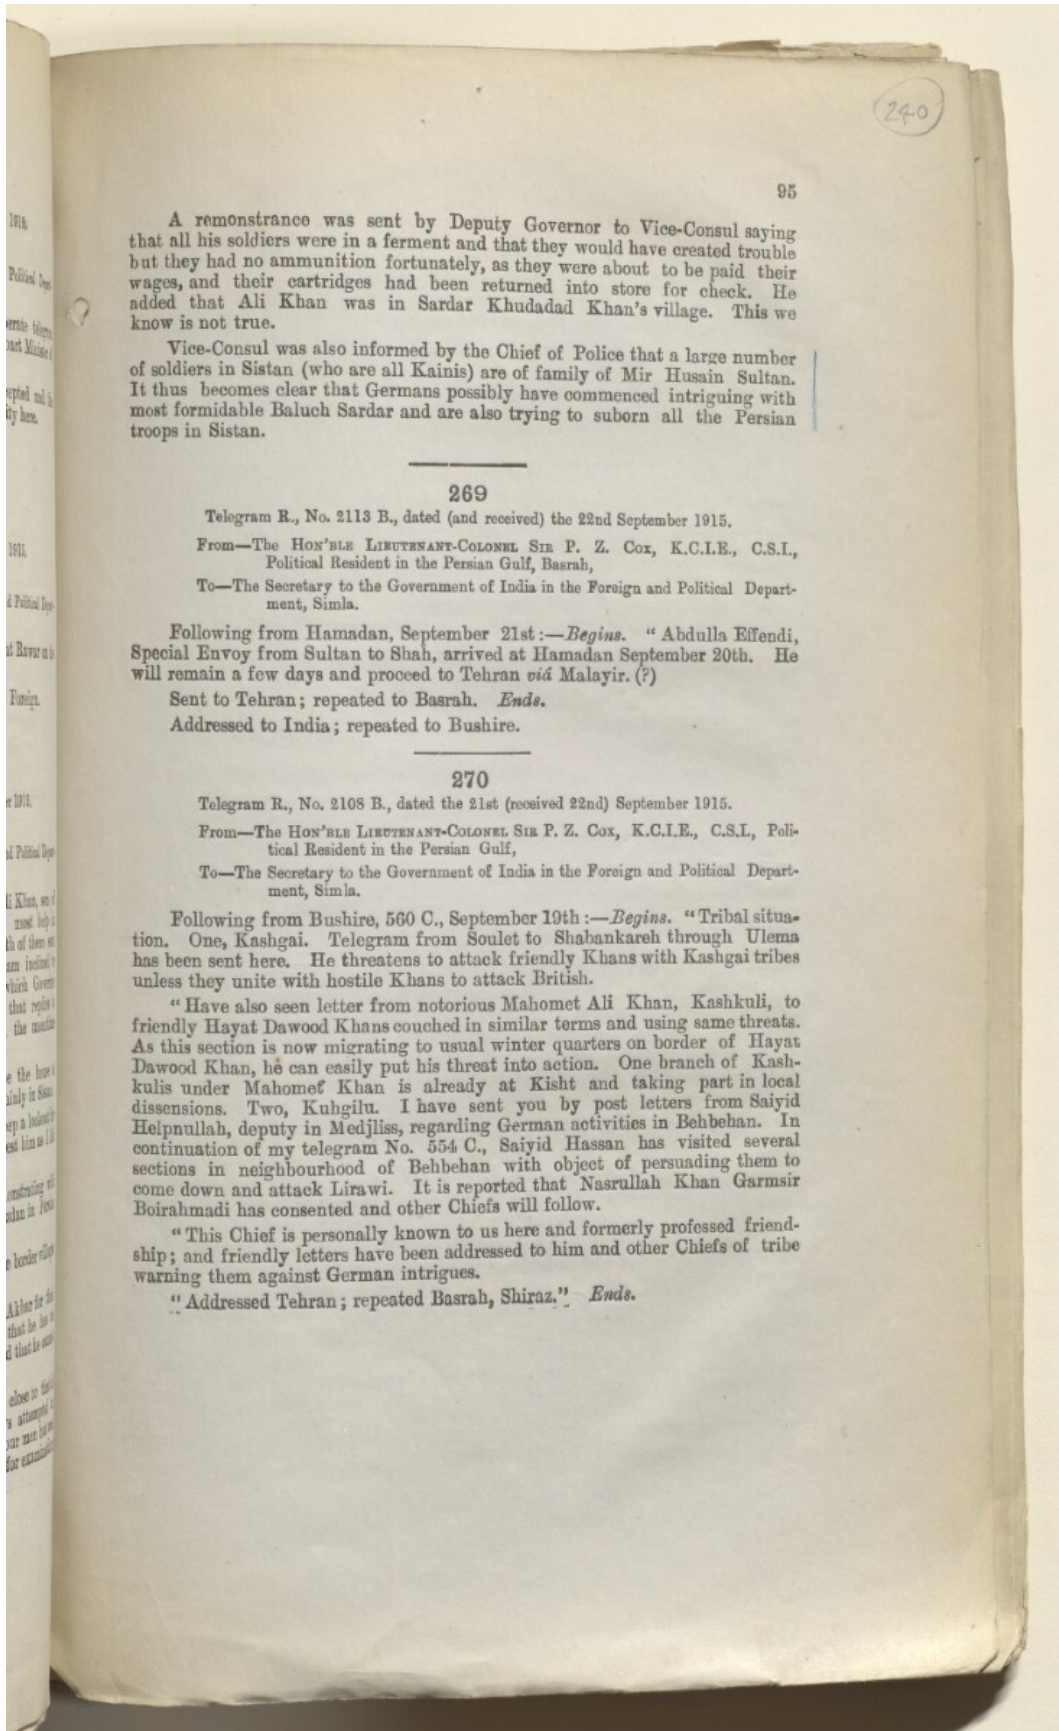 240
95
A remonstrance was sent by Deputy Governor to Vice-Consul saying
that all his soldiers were in a ferment and that they would have created trouble
but they had no ammunition fortunately, as they were about to be paid their
wages, and their cartridges had been returned into store for check. He
added that Ali Khan was in Sardar Khudadad Khan's village. This we
know is not true.
Vice-Consul was also informed by the Chief of Police that a large number
of soldiers in Sistan (who are all Kainis) are of family of Mir Husain Sultan.
It thus becomes clear that Germans possibly have commenced intriguing with
most formidable Baluch Sardar and are also trying to suborn all the Persian
troops in Sistan.
269
Telegram R., No. 2113 B., dated (and received) the 22nd September 1915.
From—The HON'BLE LIEUTENANT-COLONEL SIR P. Z. Cox, K.C.I.E., C.S.I.,
Political Resident in the Persian Gulf, Basrah,
To—The Secretary to the Government of India in the Foreign and Political Depart-
ment, Simla.
Following from Hamadan, September 21st :—Begins. "Abdulla Effendi,
Special Envoy from Sultan to Shah, arrived at Hamadan September 20th. He
will remain a few days and proceed to Tehran viá Malayir. (?)
Sent to Tehran; repeated to Basrah. Ends.
Addressed to India; repeated to Bushire.
270
Telegram R., No. 2108 B., dated the 21st (received 22nd) September 1915.
From—The HON'BLE LIEUTENANT-COLONEL SIR P. Z. Cox, K.C.I.E., C.S.I., Poli-
tical Resident in the Persian Gulf,
To—The Secretary to the Government of India in the Foreign and Political Depart-
ment, Simla.
Following from Bushire, 560 C., September 19th :—Begins. "Tribal situa-
tion. One, Kashgai. Telegram from Soulet to Shabankareh through Ulema
has been sent here. He threatens to attack friendly Khans with Kashgai tribes
unless they unite with hostile Khans to attack British.
"Have also seen letter from notorious Mahomet Ali Khan, Kashkuli, to
friendly Hayat Dawood Khans couched in similar terms and using same threats.
As this section is now migrating to usual winter quarters on border of Hayat
Dawood Khan, he can easily put his threat into action. One branch of Kash-
kulis under Mahomet Khan is already at Kisht and taking part in local
dissensions. Two, Kuhgilu. I have sent you by post letters from Saiyid
Helpnullah, deputy in Medjliss, regarding German activities in Behbehan. In
continuation of my telegram No. 554 C., Saiyid Hassan has visited several
sections in neighbourhood of Behbehan with object of persuading them to
come down and attack Lirawi. It is reported that Nasrullah Khan Garmsir
Boirahmadi has consented and other Chiefs will follow.
"This Chief is personally known to us here and formerly professed friend-
ship; and friendly letters have been addressed to him and other Chiefs of tribe
warning them against German intrigues.
"Addressed Tehran; repeated Basrah, Shiraz." Ends.